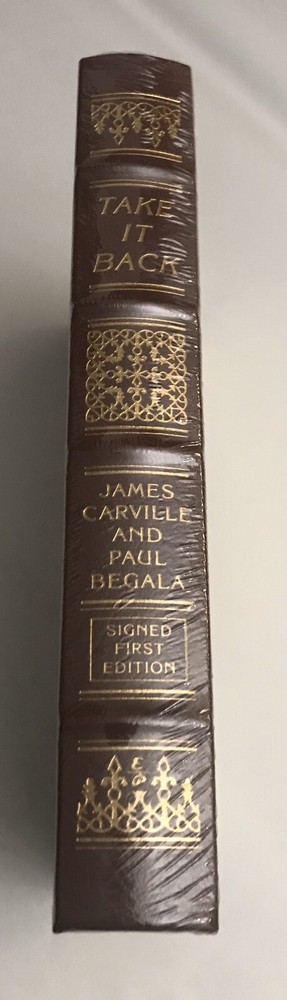 TAKE
IT
BACK
JAMES
CARVILLE
AND
PAUL
BEGALA
SIGNED
FIRST
EDITION